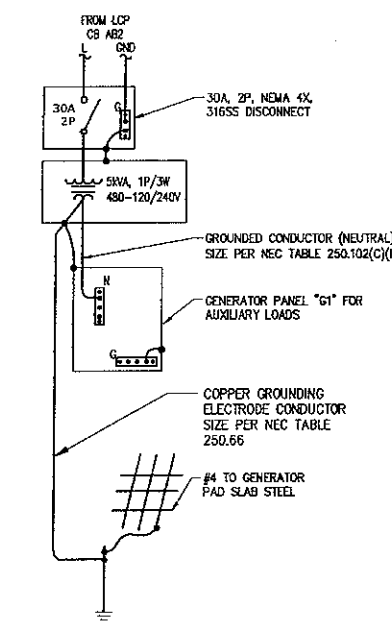 FROM LCP
CB AB2
L GND
30A
2P
G
30A, 2P, NEMA 4X,
316SS DISCONNECT
5kVA, 1P/3W
480-120/240V
GROUNDED CONDUCTOR (NEUTRAL)
SIZE PER NEC TABLE 250.102(C)(
N
GENERATOR PANEL "G1" FOR
AUXILIARY LOADS
G
COPPER GROUNDING
ELECTRODE CONDUCTOR
SIZE PER NEC TABLE
250.66
#4 TO GENERATOR
PAD SLAB STEEL